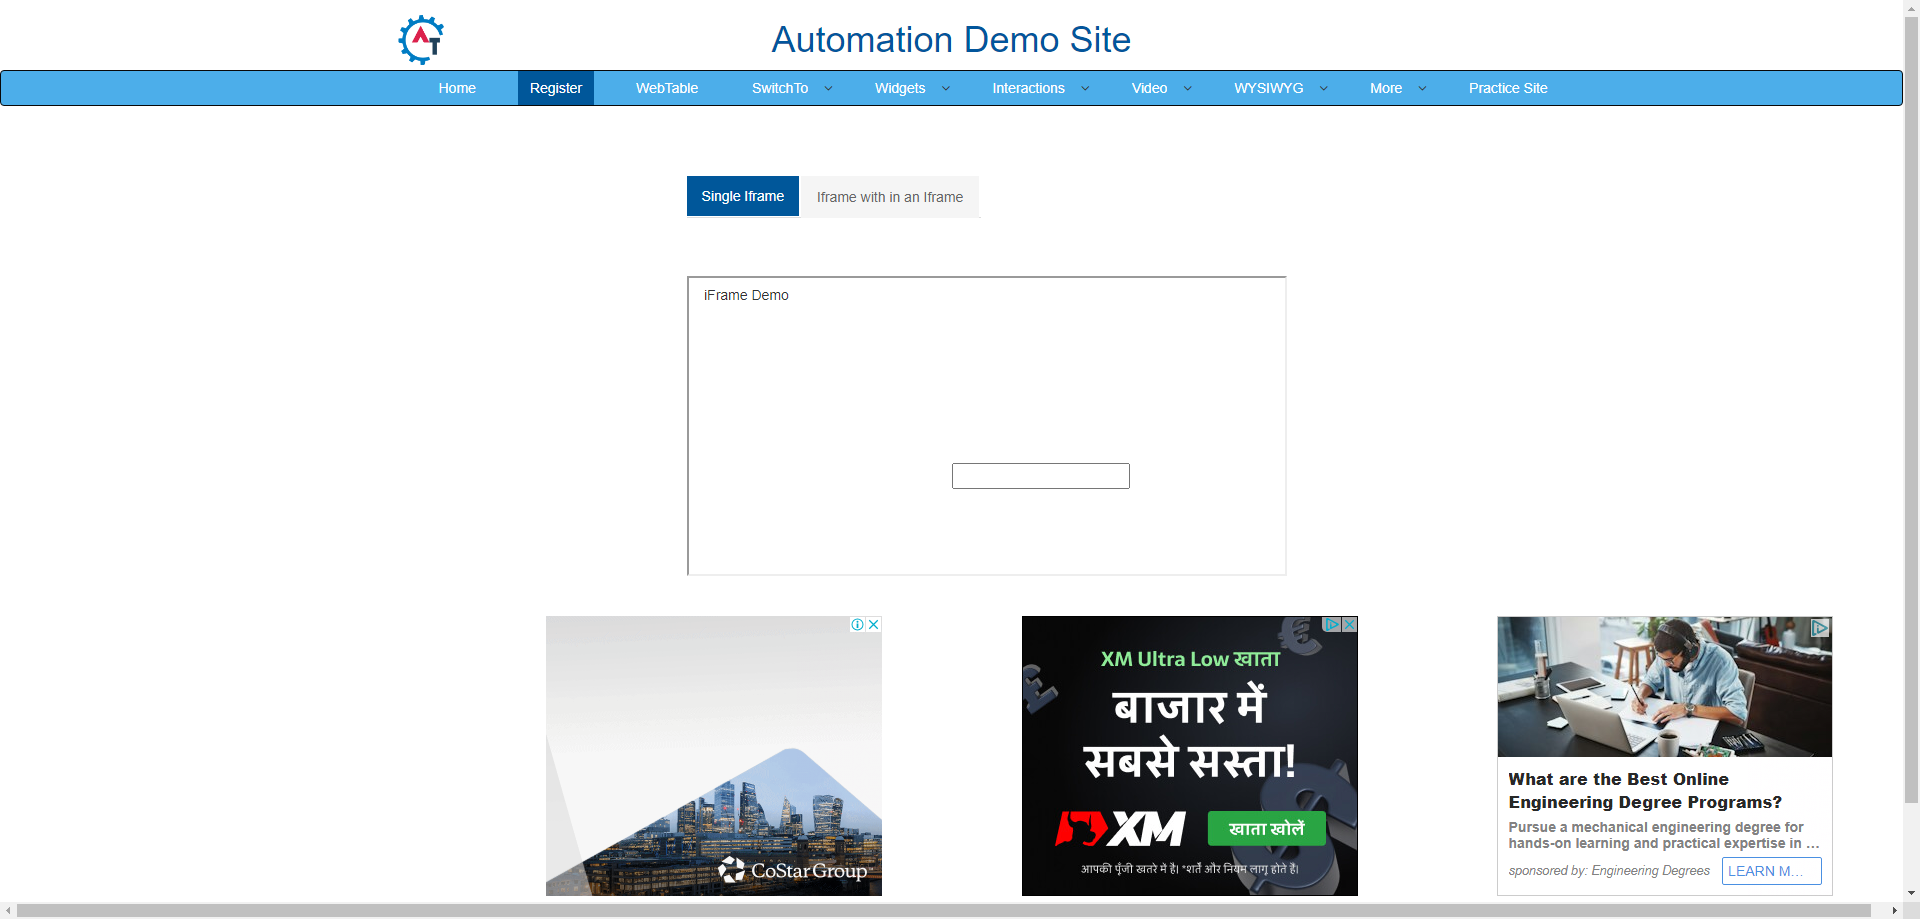 AT
Automation Demo Site
Home Register WebTable SwitchTo Widgets Interactions Video WYSIWYG More Practice Site
Single Iframe Iframe with in an Iframe
iFrame Demo
CoStar Group
XM Ultra Low खाता
बाजार में
सबसे सस्ता!
XM खाता खोलें
आपकी पूँजी खतरे में है। *शर्तें और नियम लागू होते हैं।
What are the Best Online
Engineering Degree Programs?
Pursue a mechanical engineering degree for
hands-on learning and practical expertise in ...
sponsored by: Engineering Degrees LEARN M...